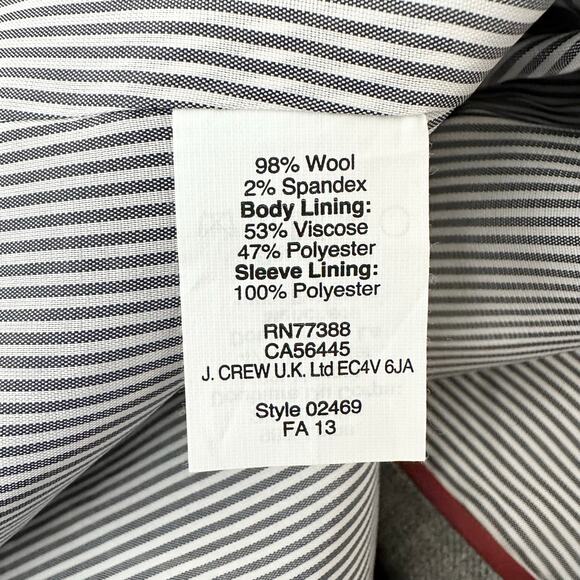 98% Wool
2% Spandex
Body Lining:
53% Viscose
47% Polyester
Sleeve Lining:
100% Polyester
RN77388
CA56445
J. CREW U.K. Ltd EC4V 6JA
Style 02469
FA 13